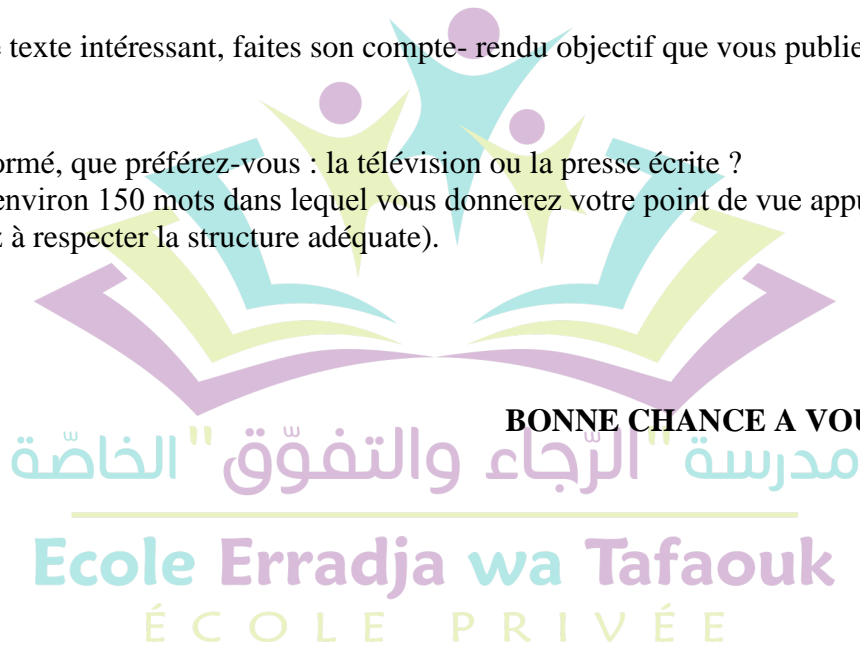 texte intéressant, faites son compte- rendu objectif que vous publie
ormé, que préférez-vous : la télévision ou la presse écrite ?
environ 150 mots dans lequel vous donnerez votre point de vue appu
z à respecter la structure adéquate).
BONNE CHANCE A VOU
مدرسة "الرّجاء والتفوّق" الخاصّة
Ecole Erradja wa Tafaouk
ÉCOLE PRIVÉE